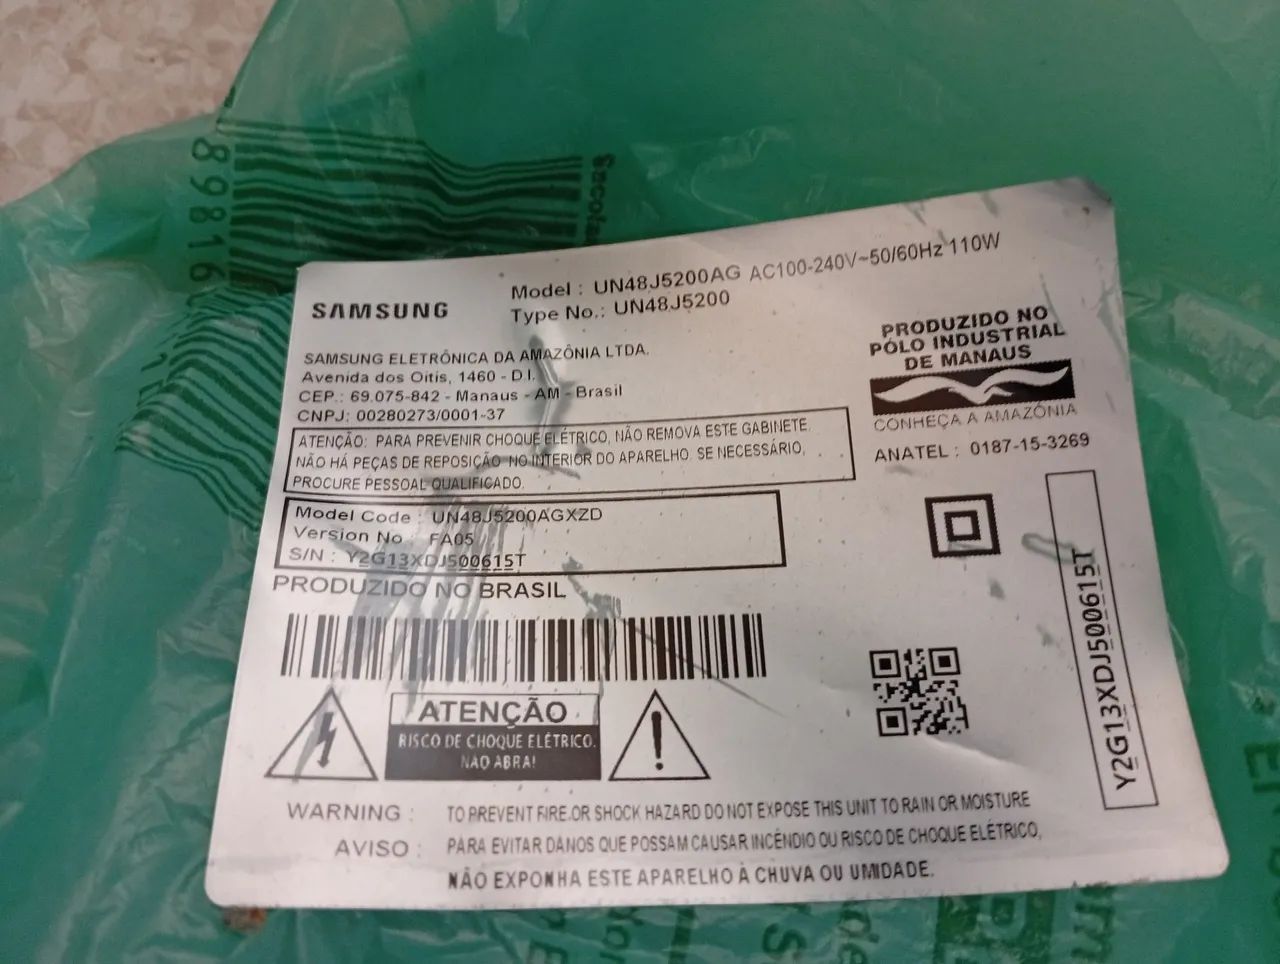 89816
Sacolas
SAMSUNG
Model : UN48J5200AG AC100-240V~50/60Hz 110W
Type No.: UN48J5200
SAMSUNG ELETRÔNICA DA AMAZÔNIA LTDA.
Avenida dos Oitis, 1460 - D.I.
CEP.: 69.075-842 - Manaus - AM - Brasil
CNPJ: 00280273/0001-37
PRODUZIDO NO
PÓLO INDUSTRIAL
DE MANAUS
CONHEÇA A AMAZÔNIA
ANATEL : 0187-15-3269
ATENÇÃO: PARA PREVENIR CHOQUE ELÉTRICO, NÃO REMOVA ESTE GABINETE.
NÃO HÁ PEÇAS DE REPOSIÇÃO NO INTERIOR DO APARELHO. SE NECESSÁRIO,
PROCURE PESSOAL QUALIFICADO.
Model Code : UN48J5200AGXZD
Version No : FA05
S/N : Y2G13XDJ500615T
PRODUZIDO NO BRASIL
Y2G13XDJ500615T
ATENÇÃO
RISCO DE CHOQUE ELÉTRICO.
NÃO ABRA!
WARNING : TO PREVENT FIRE.OR SHOCK HAZARD DO NOT EXPOSE THIS UNIT TO RAIN OR MOISTURE
AVISO : PARA EVITAR DANOS QUE POSSAM CAUSAR INCÊNDIO OU RISCO DE CHOQUE ELÉTRICO,
NÃO EXPONHA ESTE APARELHO À CHUVA OU UMIDADE.